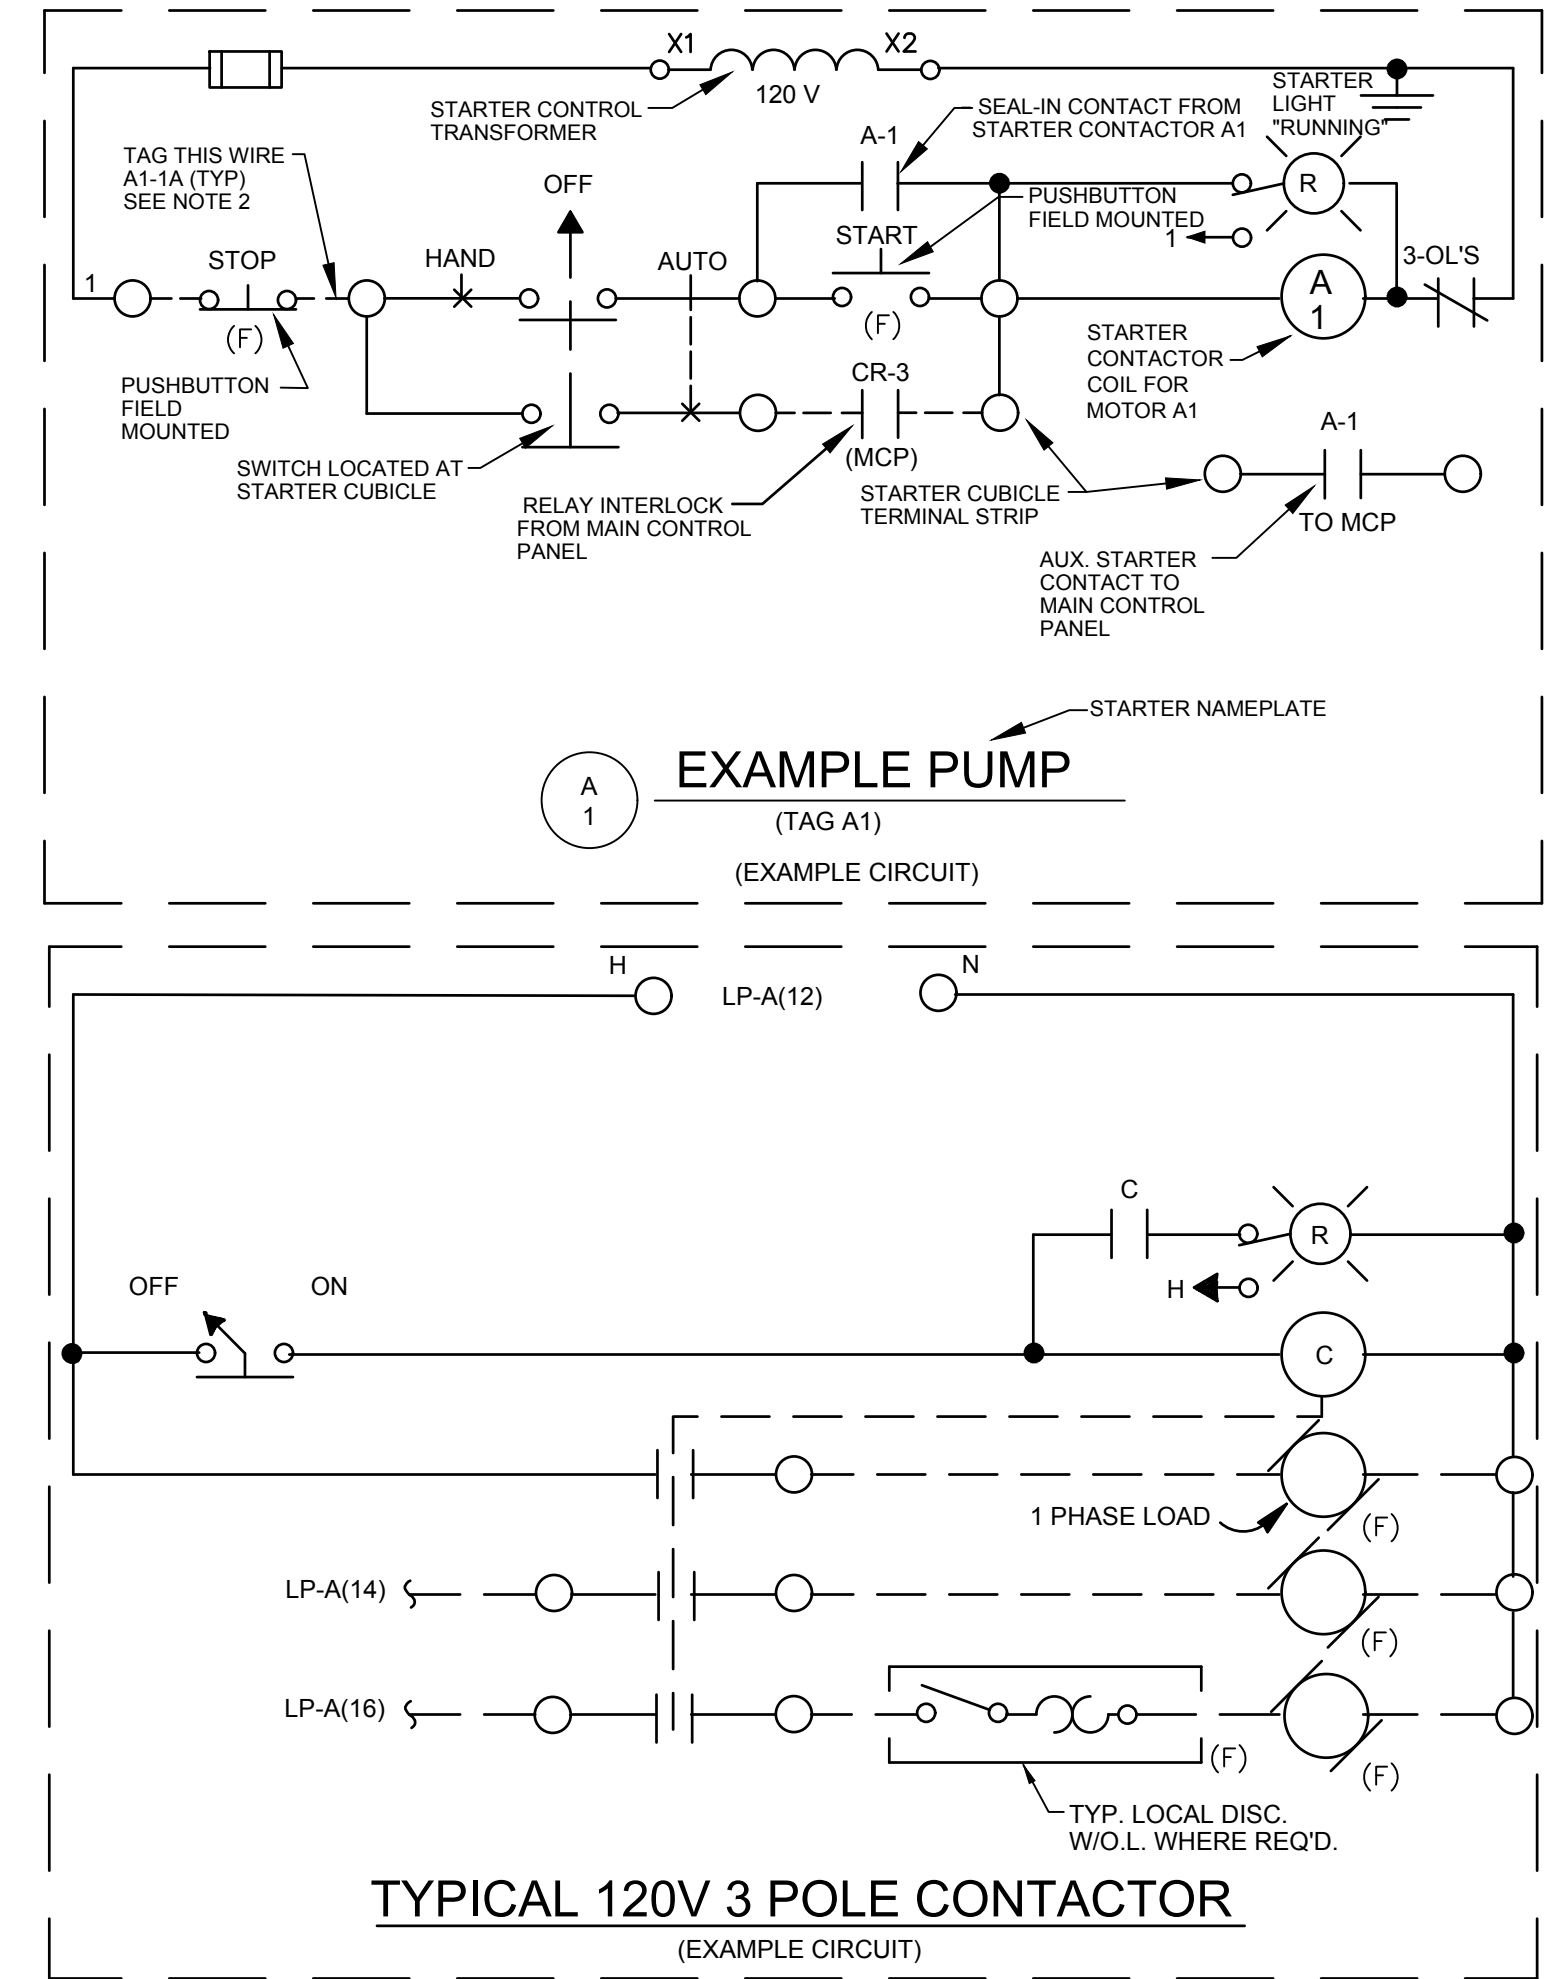 X1
X2
120 V
STARTER CONTROL
TRANSFORMER
SEAL-IN CONTACT FROM
STARTER CONTACTOR A1
STARTER
LIGHT
"RUNNING"
A-1
TAG THIS WIRE
A1-1A (TYP)
SEE NOTE 2
OFF
R
PUSHBUTTON
FIELD MOUNTED
1
START
STOP
HAND
AUTO
3-OL'S
1
A
1
(F)
(F)
STARTER
CONTACTOR
COIL FOR
MOTOR A1
PUSHBUTTON
FIELD
MOUNTED
CR-3
(MCP)
A-1
SWITCH LOCATED AT
STARTER CUBICLE
RELAY INTERLOCK
FROM MAIN CONTROL
PANEL
STARTER CUBICLE
TERMINAL STRIP
TO MCP
AUX. STARTER
CONTACT TO
MAIN CONTROL
PANEL
STARTER NAMEPLATE
A
1
EXAMPLE PUMP
(TAG A1)
(EXAMPLE CIRCUIT)
H
LP-A(12)
N
C
R
H
OFF
ON
C
1 PHASE LOAD
(F)
LP-A(14)
(F)
LP-A(16)
(F)
(F)
TYP. LOCAL DISC.
W/O.L. WHERE REQ'D.
TYPICAL 120V 3 POLE CONTACTOR
(EXAMPLE CIRCUIT)